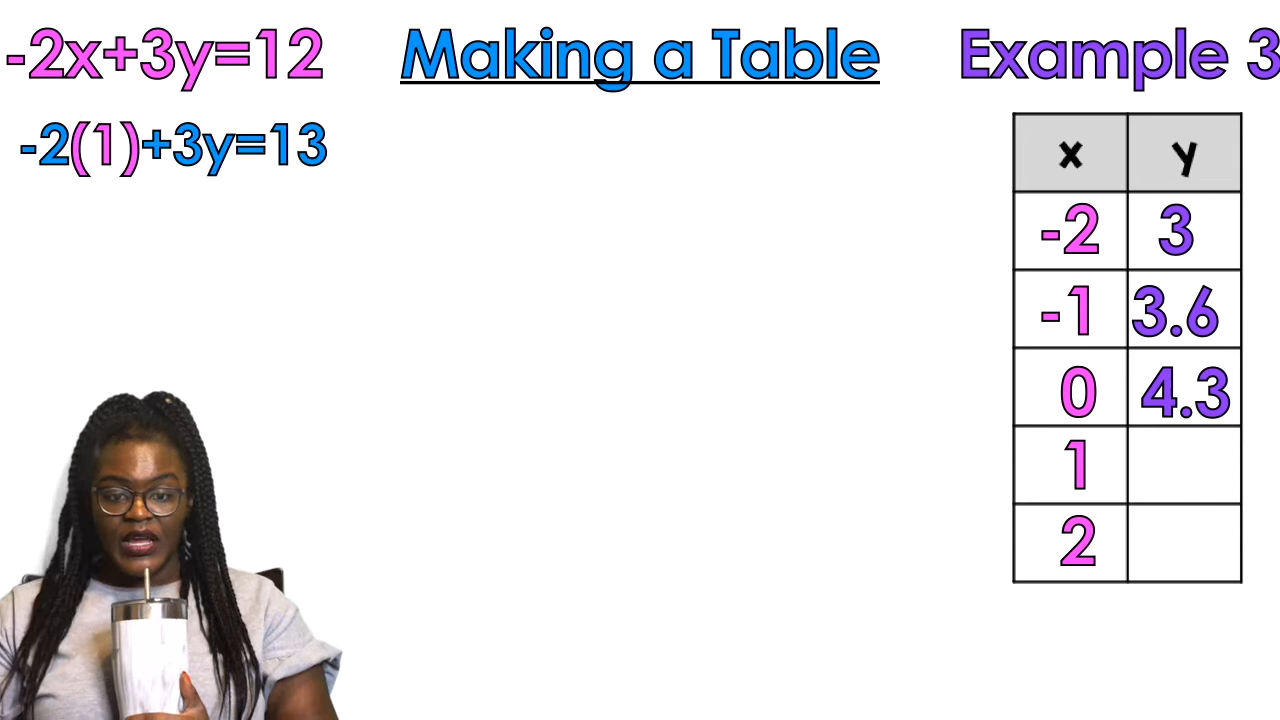 -2x+3y=12
Making a Table
Example 3
-2(1)+3y=13
x y
-2 3
-1 3.6
0 4.3
1
2